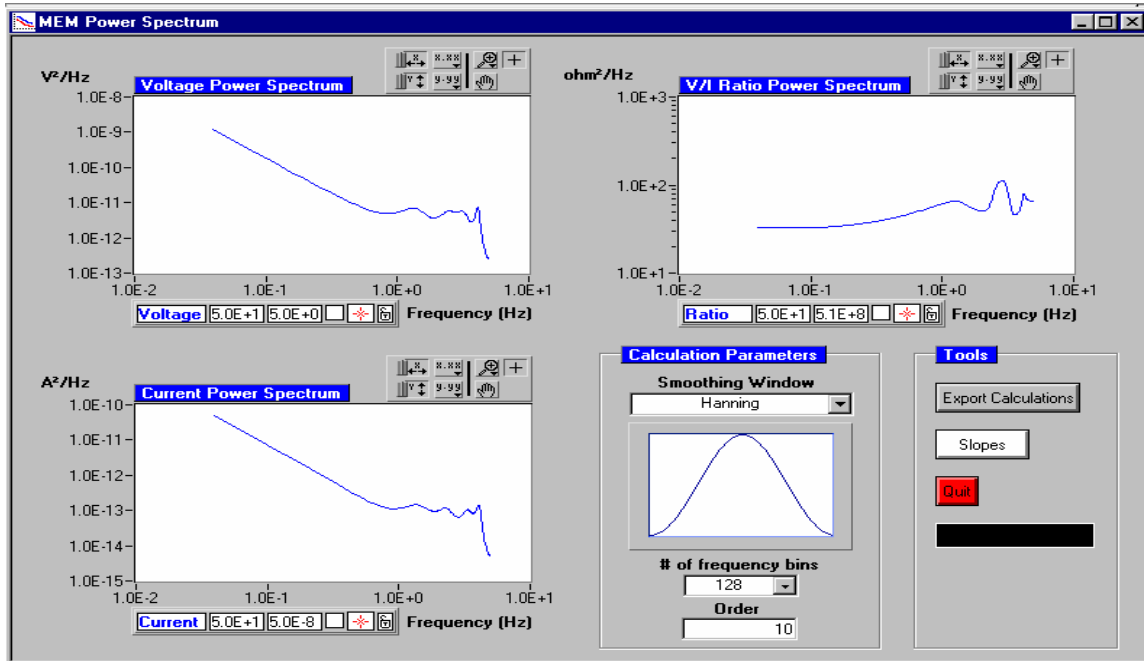 MEM Power Spectrum
V²/Hz
Voltage Power Spectrum
X.XX
Y.YY
1.0E-8
1.0E-9
1.0E-10
1.0E-11
1.0E-12
1.0E-13
1.0E-2
1.0E-1
1.0E+0
1.0E+1
Voltage 5.0E+1 5.0E+0
Frequency (Hz)
ohm²/Hz
V/I Ratio Power Spectrum
X.XX
Y.YY
1.0E+3
1.0E+2
1.0E+1
1.0E-2
1.0E-1
1.0E+0
1.0E+1
Ratio 5.0E+1 5.1E+8
Frequency (Hz)
A²/Hz
Current Power Spectrum
X.XX
Y.YY
1.0E-10
1.0E-11
1.0E-12
1.0E-13
1.0E-14
1.0E-15
1.0E-2
1.0E-1
1.0E+0
1.0E+1
Current 5.0E+1 5.0E-8
Frequency (Hz)
Calculation Parameters
Smoothing Window
Hanning
# of frequency bins
128
Order
10
Tools
Export Calculations
Slopes
Quit